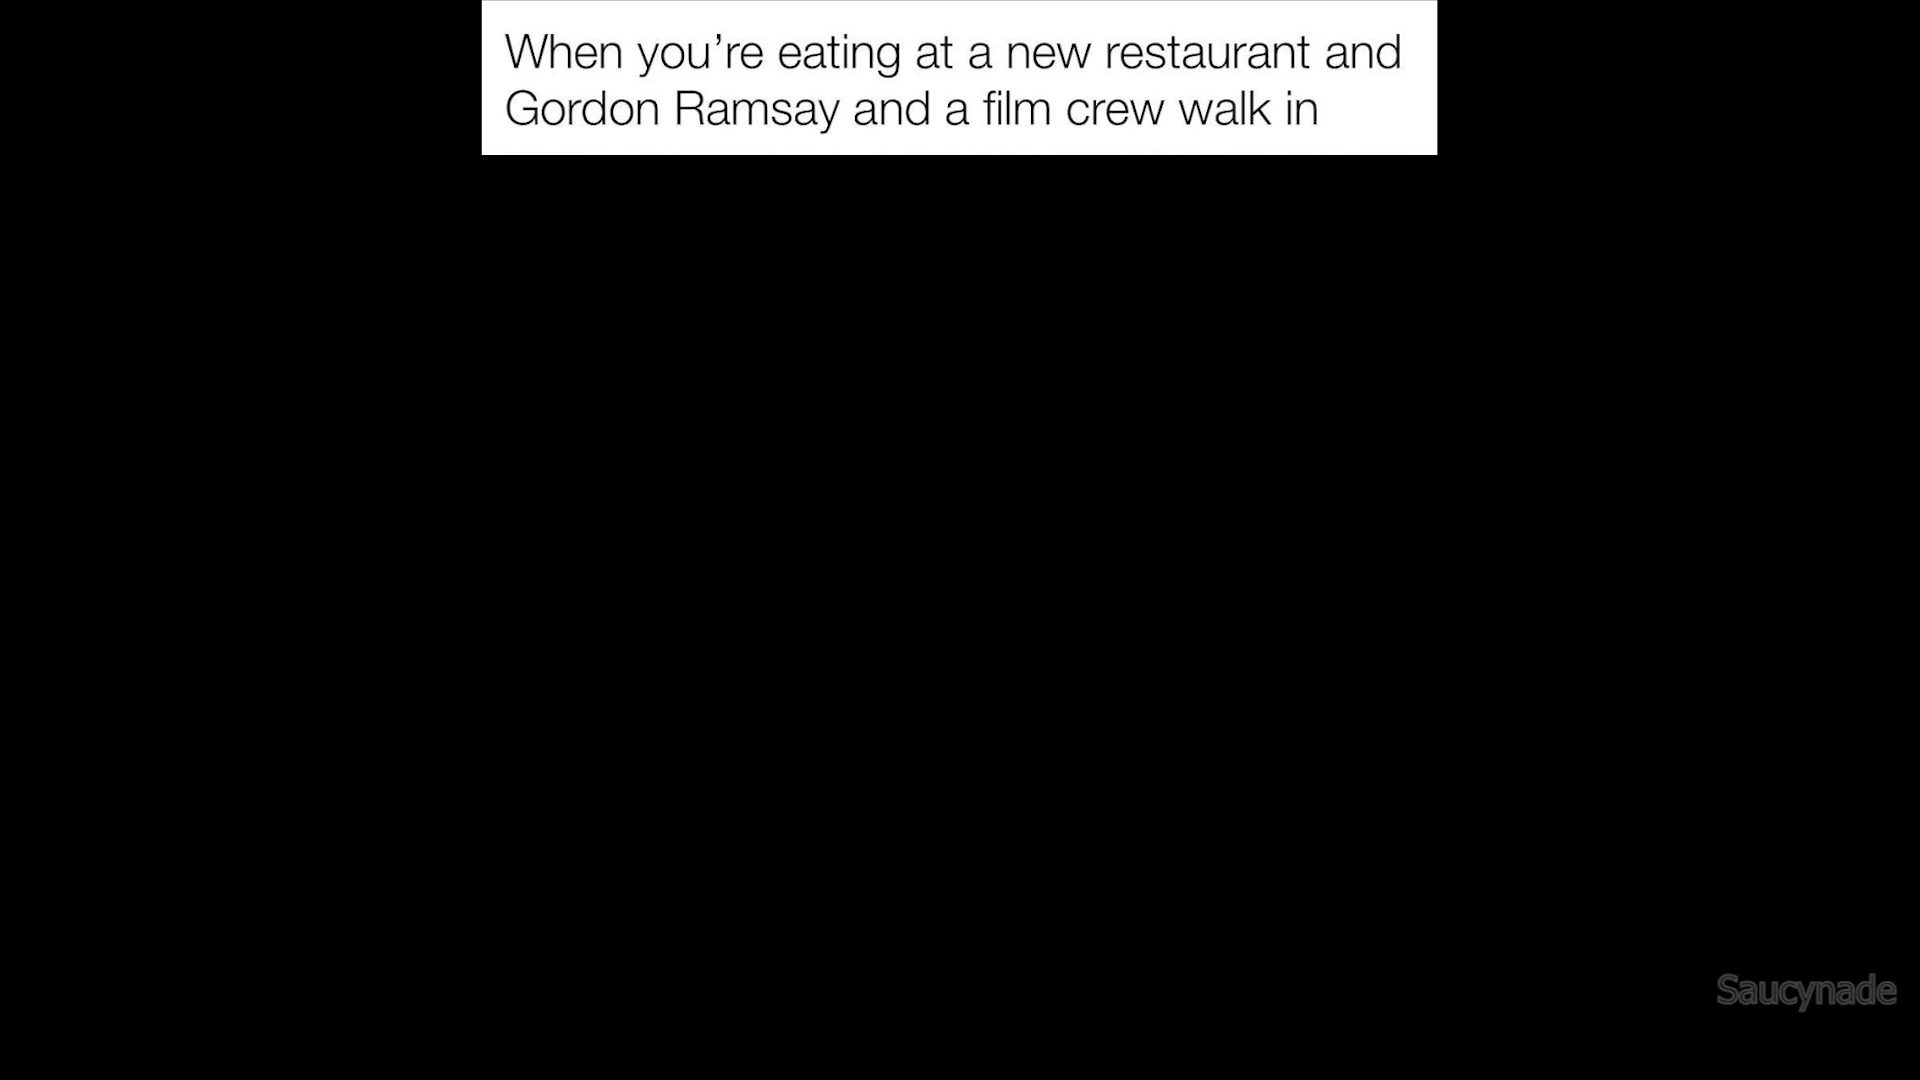 When you’re eating at a new restaurant and
Gordon Ramsay and a film crew walk in
Saucynade